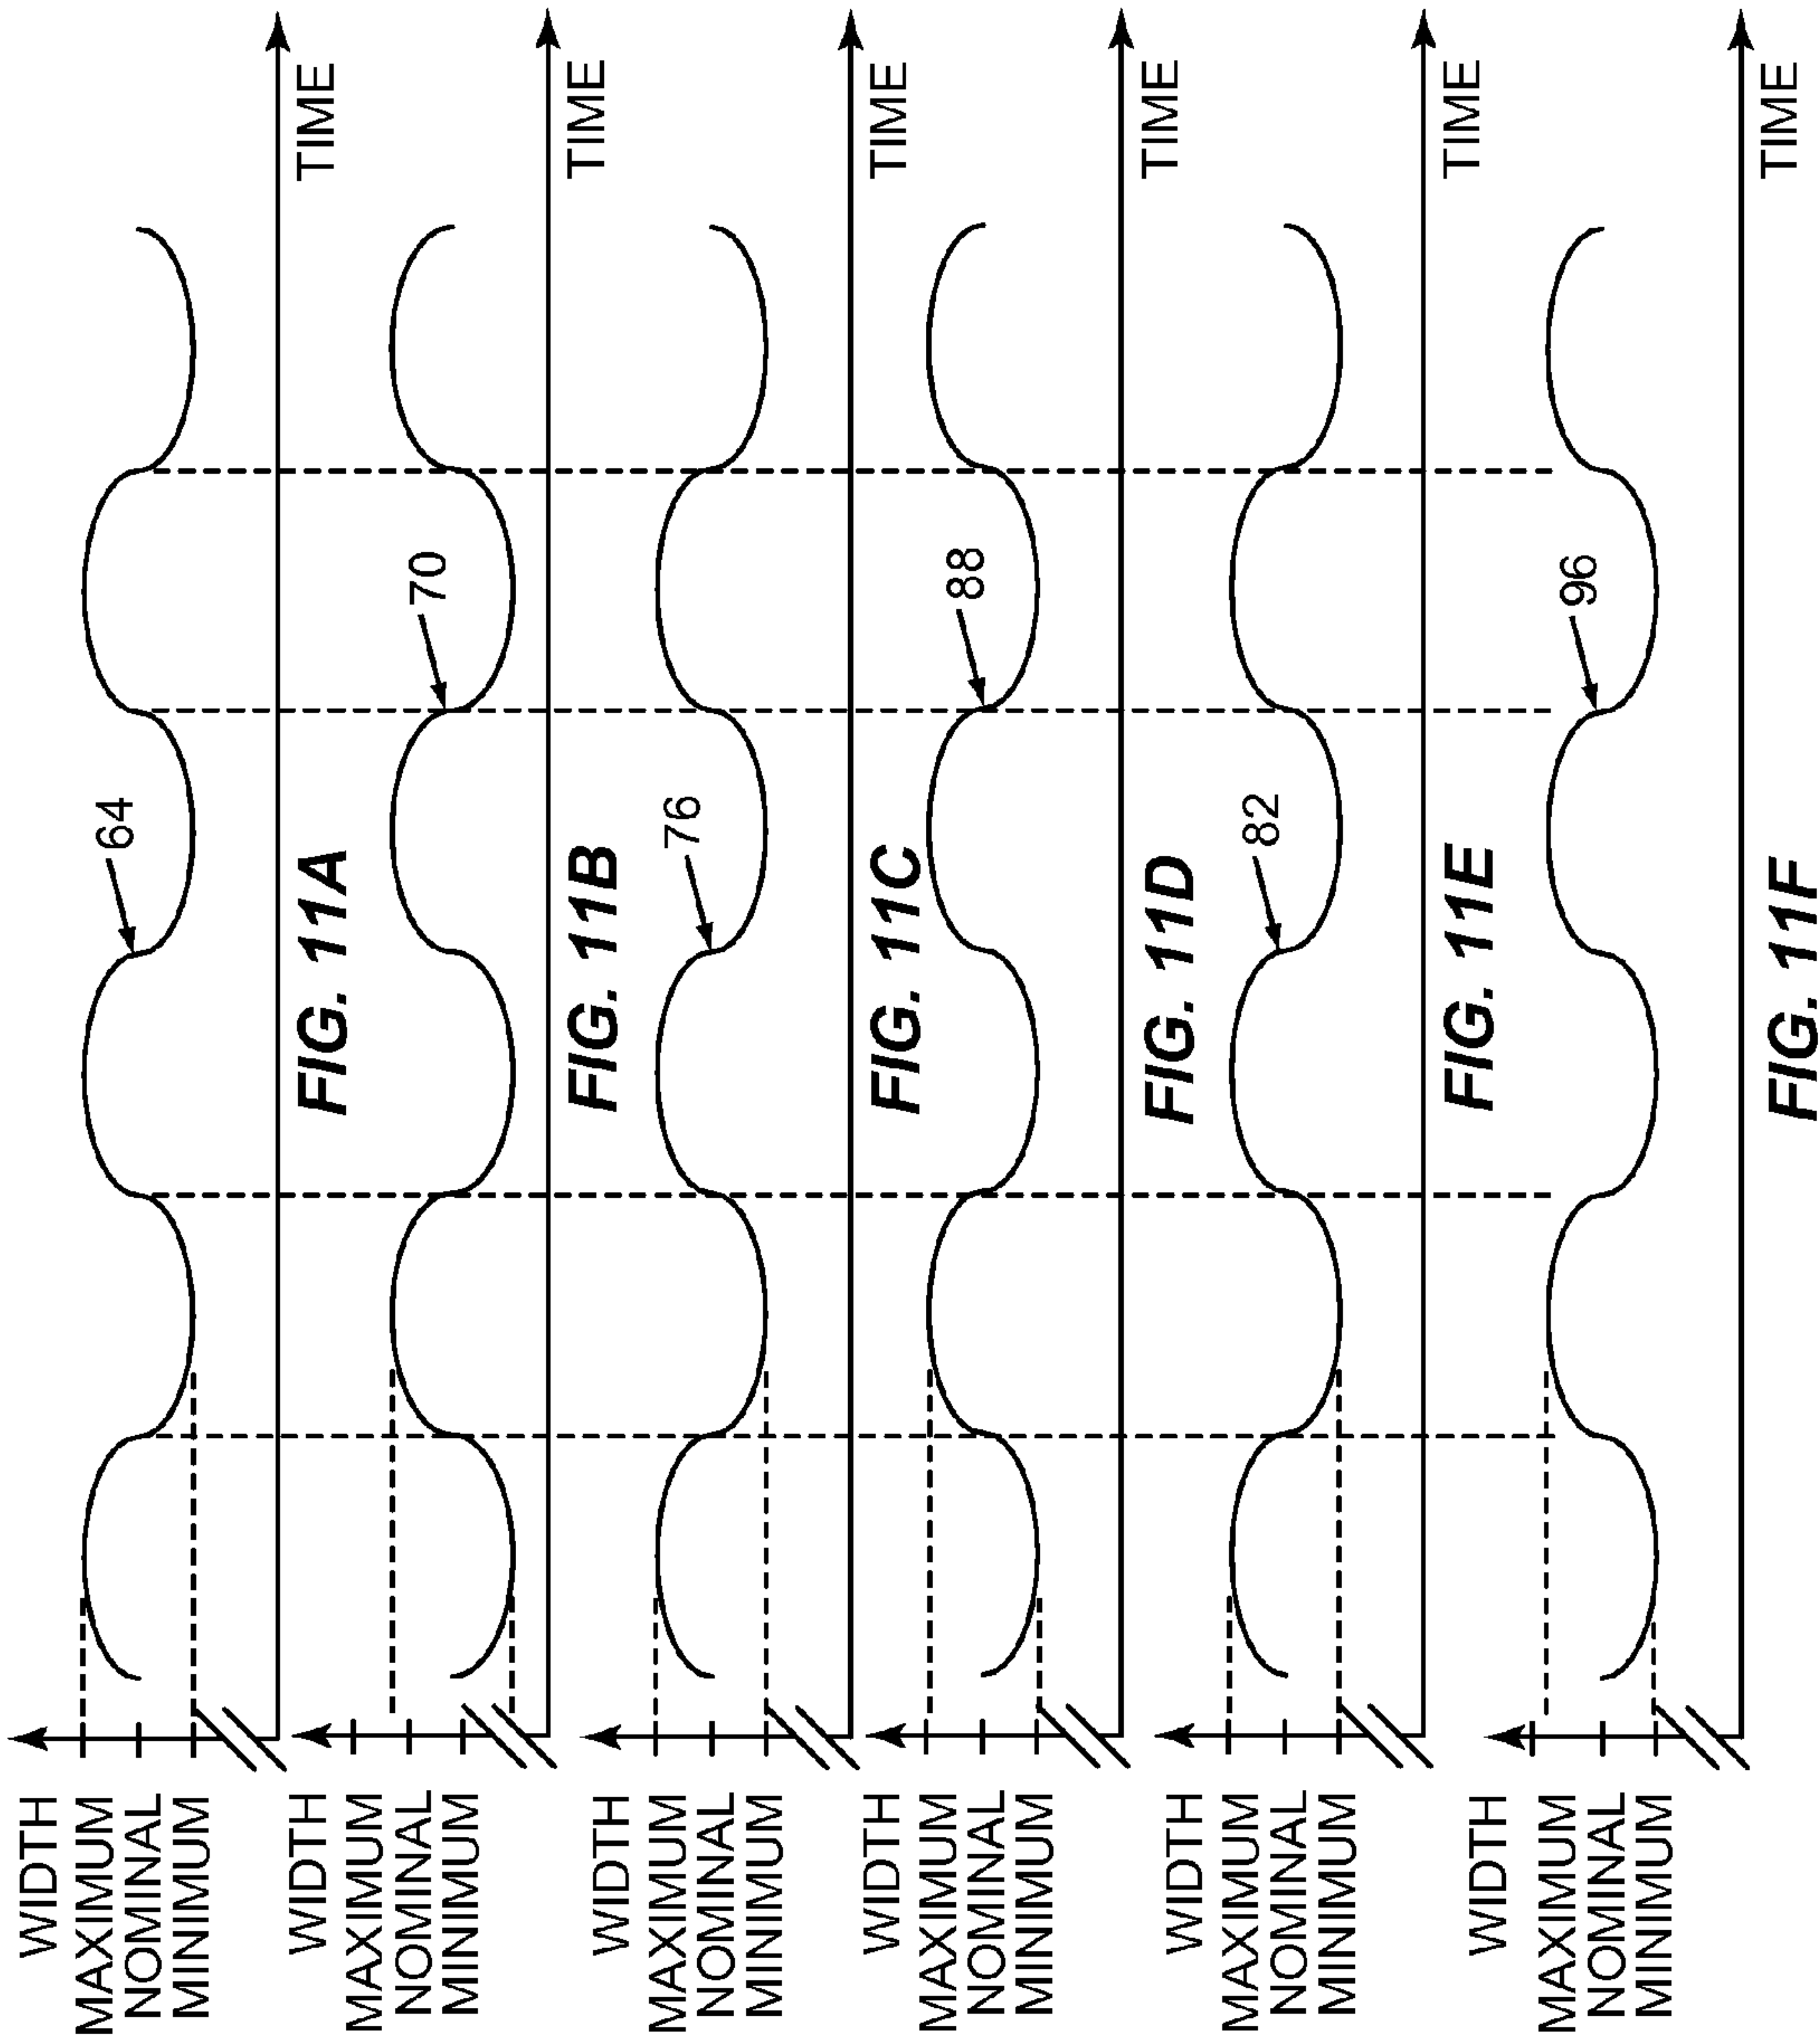 WIDTH
MAXIMUM
NOMINAL
MINIMUM
64
TIME
FIG. 11A
WIDTH
MAXIMUM
NOMINAL
MINIMUM
70
TIME
FIG. 11B
WIDTH
MAXIMUM
NOMINAL
MINIMUM
76
TIME
FIG. 11C
WIDTH
MAXIMUM
NOMINAL
MINIMUM
88
TIME
FIG. 11D
WIDTH
MAXIMUM
NOMINAL
MINIMUM
82
TIME
FIG. 11E
WIDTH
MAXIMUM
NOMINAL
MINIMUM
96
TIME
FIG. 11F